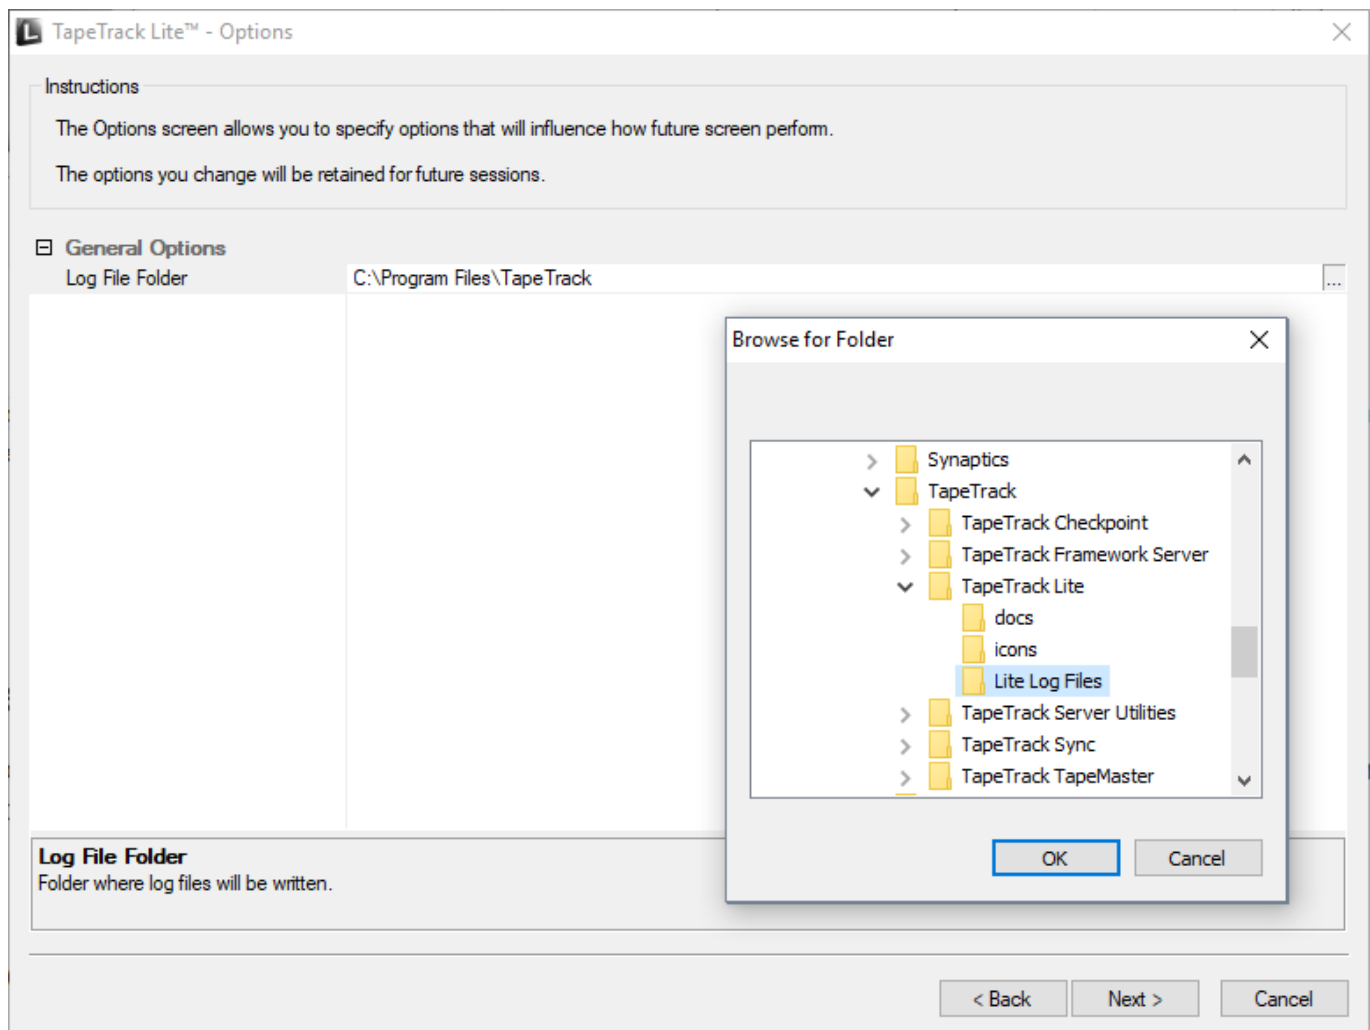 TapeTrack Lite™ - Options
Instructions
The Options screen allows you to specify options that will influence how future screen perform.
The options you change will be retained for future sessions.
General Options
Log File Folder
C:\Program Files\TapeTrack
...
Browse for Folder
Synaptics
TapeTrack
TapeTrack Checkpoint
TapeTrack Framework Server
TapeTrack Lite
docs
icons
Lite Log Files
TapeTrack Server Utilities
TapeTrack Sync
TapeTrack TapeMaster
OK
Cancel
Log File Folder
Folder where log files will be written.
< Back
Next >
Cancel